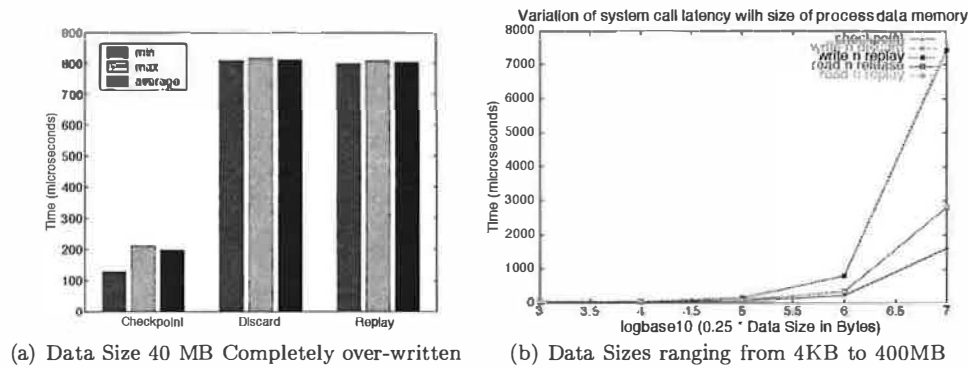 800
min
max
average
700
600
500
400
300
200
100
0
Time (microseconds)
Checkpoint Discard Replay
(a) Data Size 40 MB Completely over-written
Variation of system call latency with size of process data memory
8000
checkpoint
write n discard
write n replay
read n release
read n replay
7000
6000
5000
4000
3000
2000
1000
0
Time (microseconds)
3 3.5 4 4.5 5 5.5 6 6.5 7
logbase10 (0.25 * Data Size in Bytes)
(b) Data Sizes ranging from 4KB to 400MB